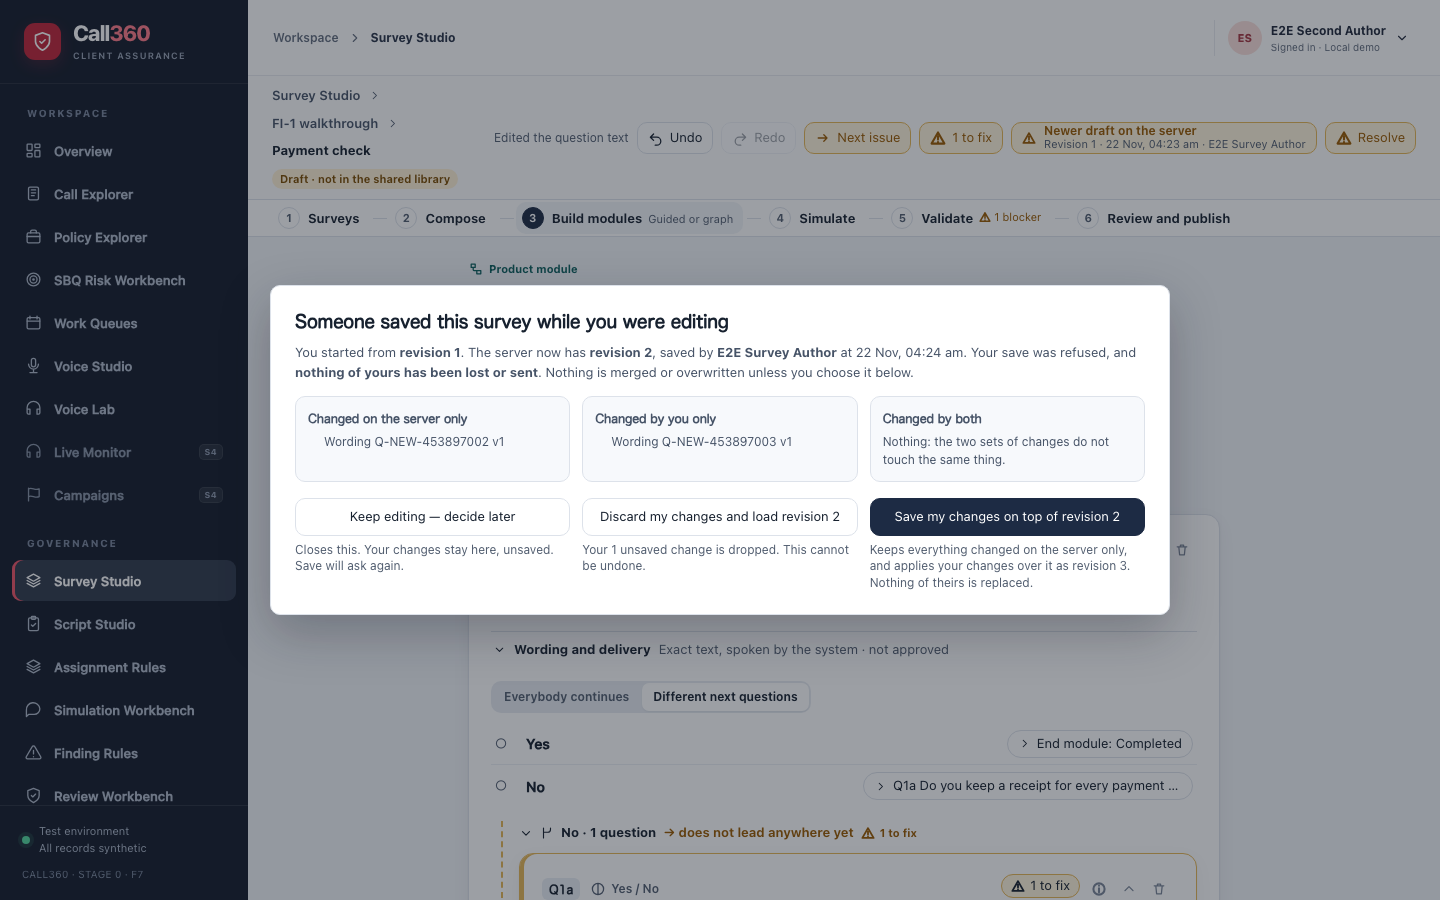 Call360
CLIENT ASSURANCE
WORKSPACE
Overview
Call Explorer
Policy Explorer
SBQ Risk Workbench
Work Queues
Voice Studio
Voice Lab
Live Monitor S4
Campaigns S4
GOVERNANCE
Survey Studio
Script Studio
Assignment Rules
Simulation Workbench
Finding Rules
Review Workbench
Test environment
All records synthetic
CALL360 · STAGE 0 · F7
Workspace > Survey Studio
ES
E2E Second Author
Signed in · Local demo
Survey Studio >
FI-1 walkthrough >
Payment check
Draft · not in the shared library
Edited the question text
Undo
Redo
Next issue
1 to fix
Newer draft on the server
Revision 1 · 22 Nov, 04:23 am · E2E Survey Author
Resolve
1 Surveys
2 Compose
3 Build modules Guided or graph
4 Simulate
5 Validate 1 blocker
6 Review and publish
Product module
Someone saved this survey while you were editing
You started from revision 1. The server now has revision 2, saved by E2E Survey Author at 22 Nov, 04:24 am. Your save was refused, and
nothing of yours has been lost or sent. Nothing is merged or overwritten unless you choose it below.
Changed on the server only
Wording Q-NEW-453897002 v1
Changed by you only
Wording Q-NEW-453897003 v1
Changed by both
Nothing: the two sets of changes do not
touch the same thing.
Keep editing — decide later
Closes this. Your changes stay here, unsaved.
Save will ask again.
Discard my changes and load revision 2
Your 1 unsaved change is dropped. This cannot
be undone.
Save my changes on top of revision 2
Keeps everything changed on the server only,
and applies your changes over it as revision 3.
Nothing of theirs is replaced.
Wording and delivery Exact text, spoken by the system · not approved
Everybody continues
Different next questions
Yes
End module: Completed
No
Q1a Do you keep a receipt for every payment ...
No · 1 question → does not lead anywhere yet 1 to fix
Q1a
Yes / No
1 to fix